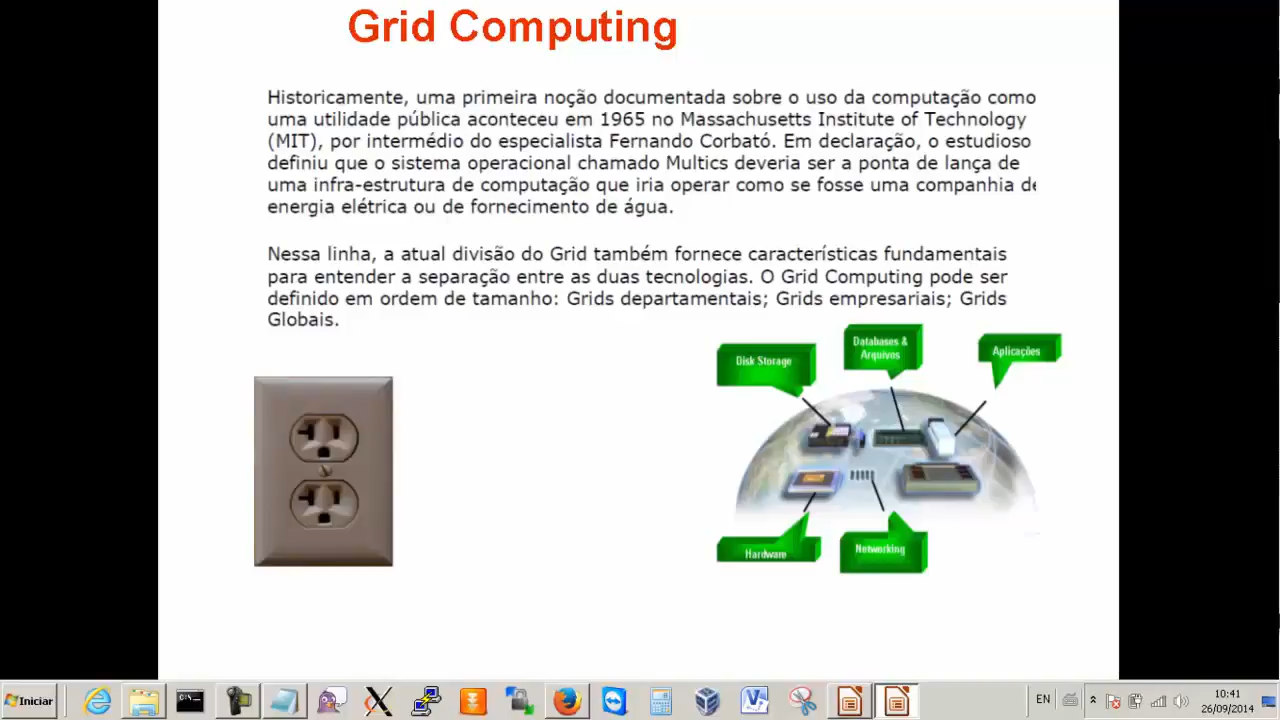 Grid Computing
Historicamente, uma primeira noção documentada sobre o uso da computação como
uma utilidade pública aconteceu em 1965 no Massachusetts Institute of Technology
(MIT), por intermédio do especialista Fernando Corbató. Em declaração, o estudioso
definiu que o sistema operacional chamado Multics deveria ser a ponta de lança de
uma infra-estrutura de computação que iria operar como se fosse uma companhia de
energia elétrica ou de fornecimento de água.
Nessa linha, a atual divisão do Grid também fornece características fundamentais
para entender a separação entre as duas tecnologias. O Grid Computing pode ser
definido em ordem de tamanho: Grids departamentais; Grids empresariais; Grids
Globais.
Disk Storage
Databases &
Arquivos
Aplicações
Hardware
Networking
Iniciar
EN
10:41
26/09/2014